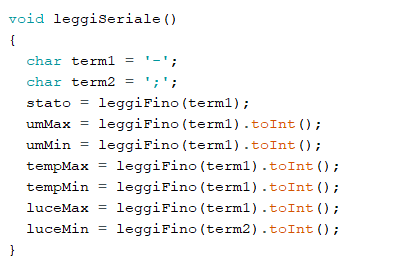 void leggiSeriale()
{
  char term1 = '-';
  char term2 = ';';
  stato = leggiFino(term1);
  umMax = leggiFino(term1).toInt();
  umMin = leggiFino(term1).toInt();
  tempMax = leggiFino(term1).toInt();
  tempMin = leggiFino(term1).toInt();
  luceMax = leggiFino(term1).toInt();
  luceMin = leggiFino(term2).toInt();
}